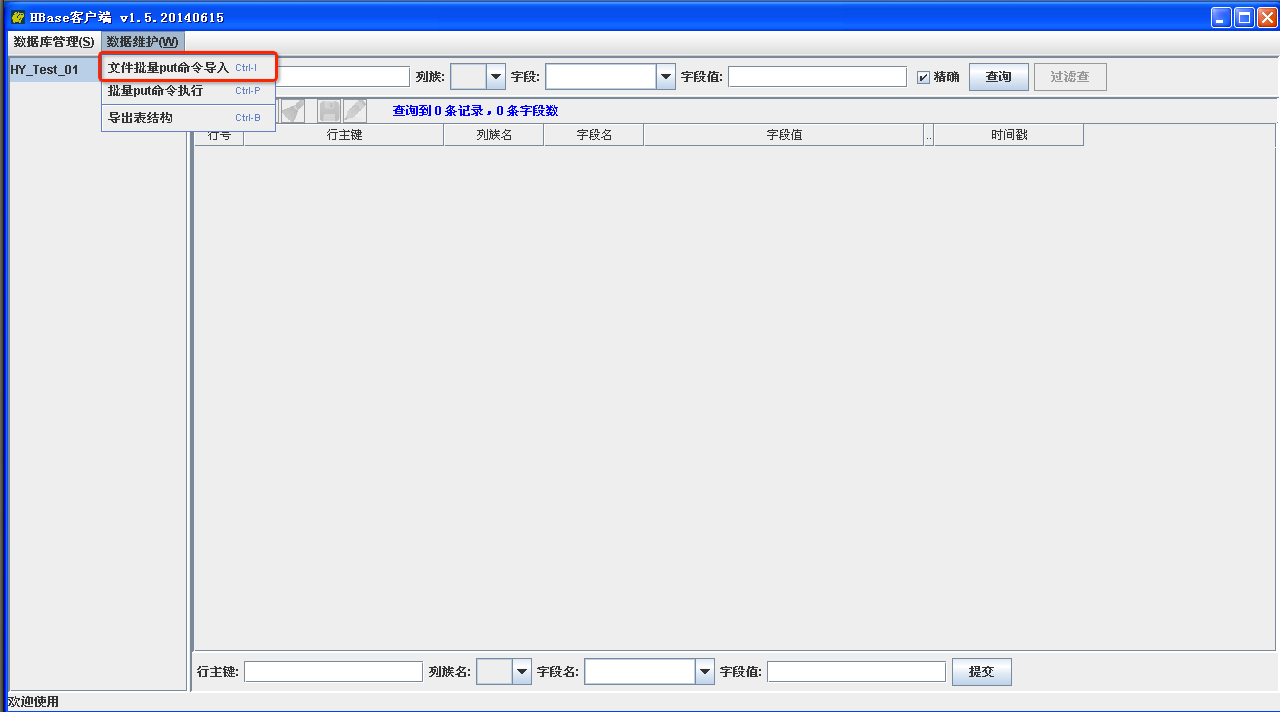 HBase客户端 v1.5.20140615
数据库管理(S) 数据维护(W)
HY_Test_01
文件批量put命令导入 Ctrl-I
批量put命令执行 Ctrl-P
导出表结构 Ctrl-B
列族: 字段: 字段值: 精确 查询 过滤查
查询到 0 条记录，0 条字段数
行号 行主键 列族名 字段名 字段值 .. 时间戳
行主键: 列族名: 字段名: 字段值: 提交
欢迎使用